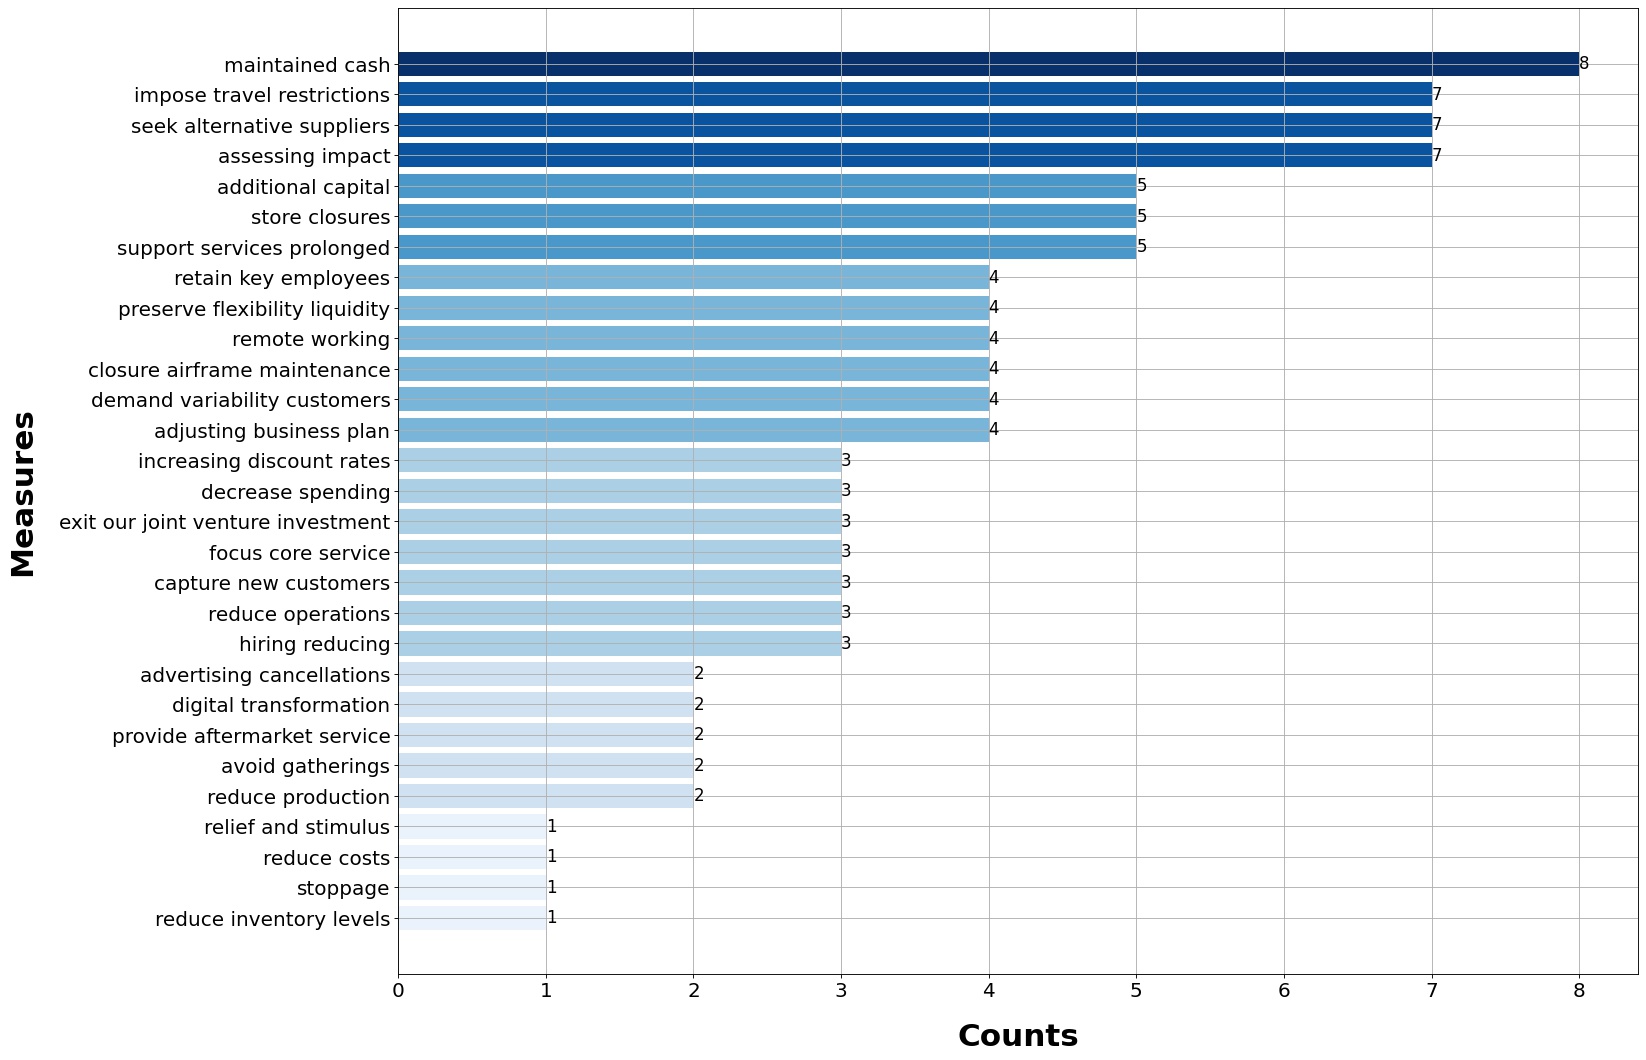 maintained cash 8
impose travel restrictions 7
seek alternative suppliers 7
assessing impact 7
additional capital 5
store closures 5
support services prolonged 5
retain key employees 4
preserve flexibility liquidity 4
remote working 4
closure airframe maintenance 4
demand variability customers 4
adjusting business plan 4
increasing discount rates 3
decrease spending 3
exit our joint venture investment 3
focus core service 3
capture new customers 3
reduce operations 3
hiring reducing 3
advertising cancellations 2
digital transformation 2
provide aftermarket service 2
avoid gatherings 2
reduce production 2
relief and stimulus 1
reduce costs 1
stoppage 1
reduce inventory levels 1
0 1 2 3 4 5 6 7 8
Counts
Measures